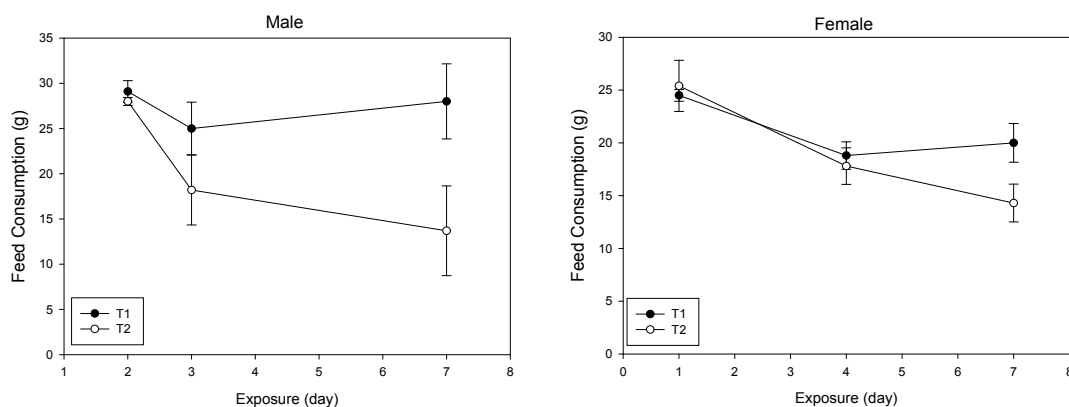 Male
Feed Consumption (g)
35
30
25
20
15
10
5
0
T1
T2
1 2 3 4 5 6 7 8
Exposure (day)
Female
Feed Consumption (g)
30
25
20
15
10
5
0
T1
T2
0 1 2 3 4 5 6 7 8
Exposure (day)